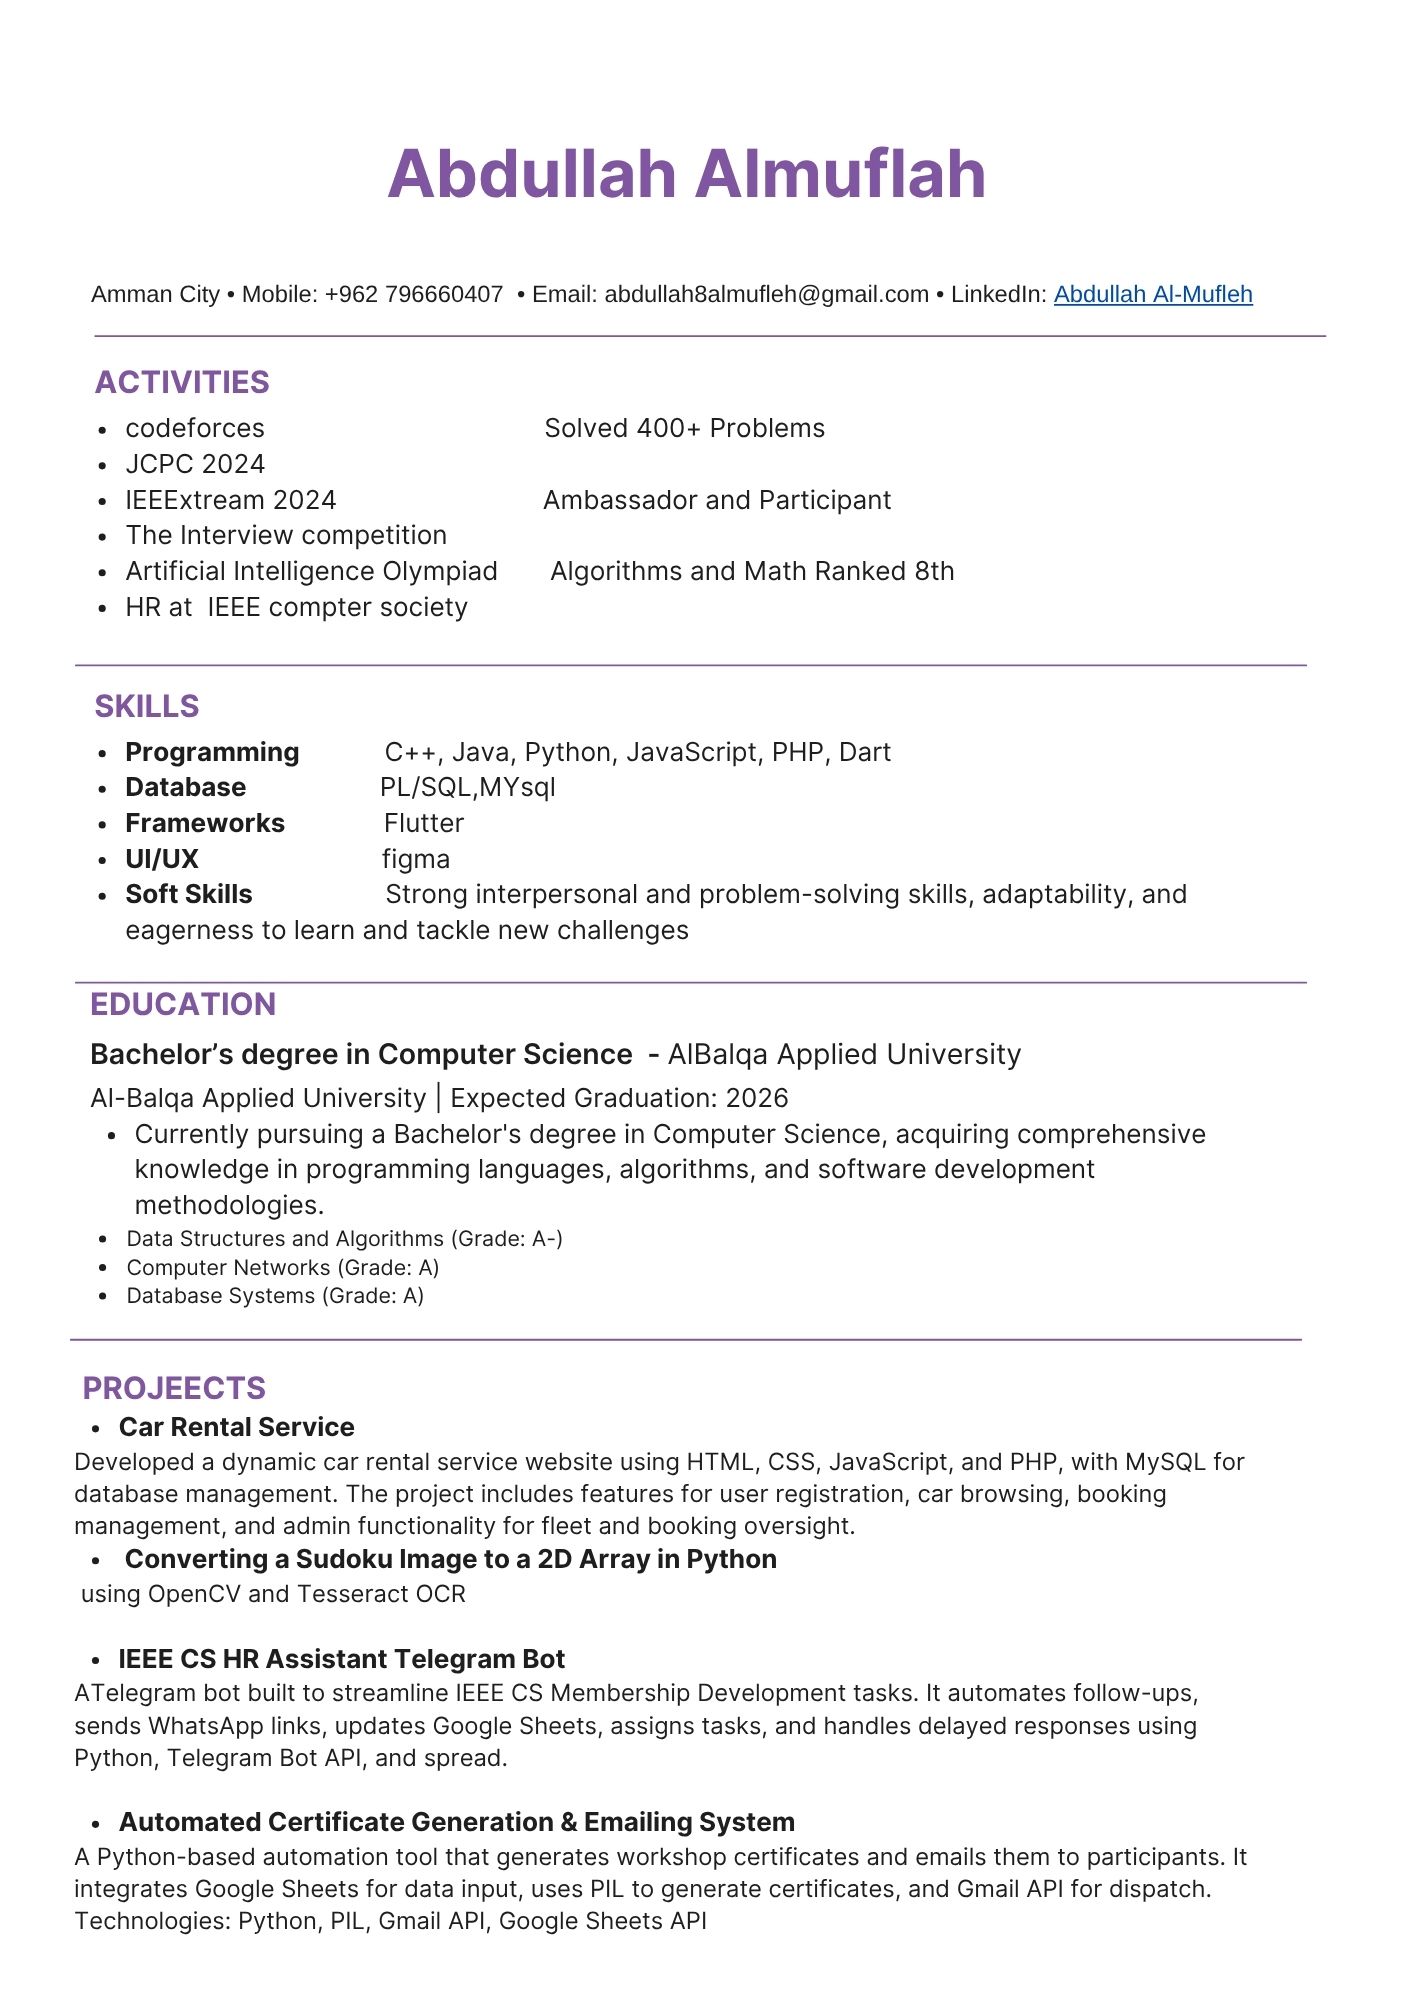 Abdullah Almuflah
Amman City • Mobile: +962 796660407 • Email: abdullah8almufleh@gmail.com • LinkedIn: Abdullah Al-Mufleh
ACTIVITIES
• codeforces Solved 400+ Problems
• JCPC 2024
• IEEExtream 2024 Ambassador and Participant
• The Interview competition
• Artificial Intelligence Olympiad Algorithms and Math Ranked 8th
• HR at IEEE compter society
SKILLS
• Programming C++, Java, Python, JavaScript, PHP, Dart
• Database PL/SQL,MYsql
• Frameworks Flutter
• UI/UX figma
• Soft Skills Strong interpersonal and problem-solving skills, adaptability, and
eagerness to learn and tackle new challenges
EDUCATION
Bachelor’s degree in Computer Science - AlBalqa Applied University
Al-Balqa Applied University | Expected Graduation: 2026
• Currently pursuing a Bachelor's degree in Computer Science, acquiring comprehensive
knowledge in programming languages, algorithms, and software development
methodologies.
• Data Structures and Algorithms (Grade: A-)
• Computer Networks (Grade: A)
• Database Systems (Grade: A)
PROJEECTS
• Car Rental Service
Developed a dynamic car rental service website using HTML, CSS, JavaScript, and PHP, with MySQL for
database management. The project includes features for user registration, car browsing, booking
management, and admin functionality for fleet and booking oversight.
• Converting a Sudoku Image to a 2D Array in Python
using OpenCV and Tesseract OCR
• IEEE CS HR Assistant Telegram Bot
ATelegram bot built to streamline IEEE CS Membership Development tasks. It automates follow-ups,
sends WhatsApp links, updates Google Sheets, assigns tasks, and handles delayed responses using
Python, Telegram Bot API, and spread.
• Automated Certificate Generation & Emailing System
A Python-based automation tool that generates workshop certificates and emails them to participants. It
integrates Google Sheets for data input, uses PIL to generate certificates, and Gmail API for dispatch.
Technologies: Python, PIL, Gmail API, Google Sheets API